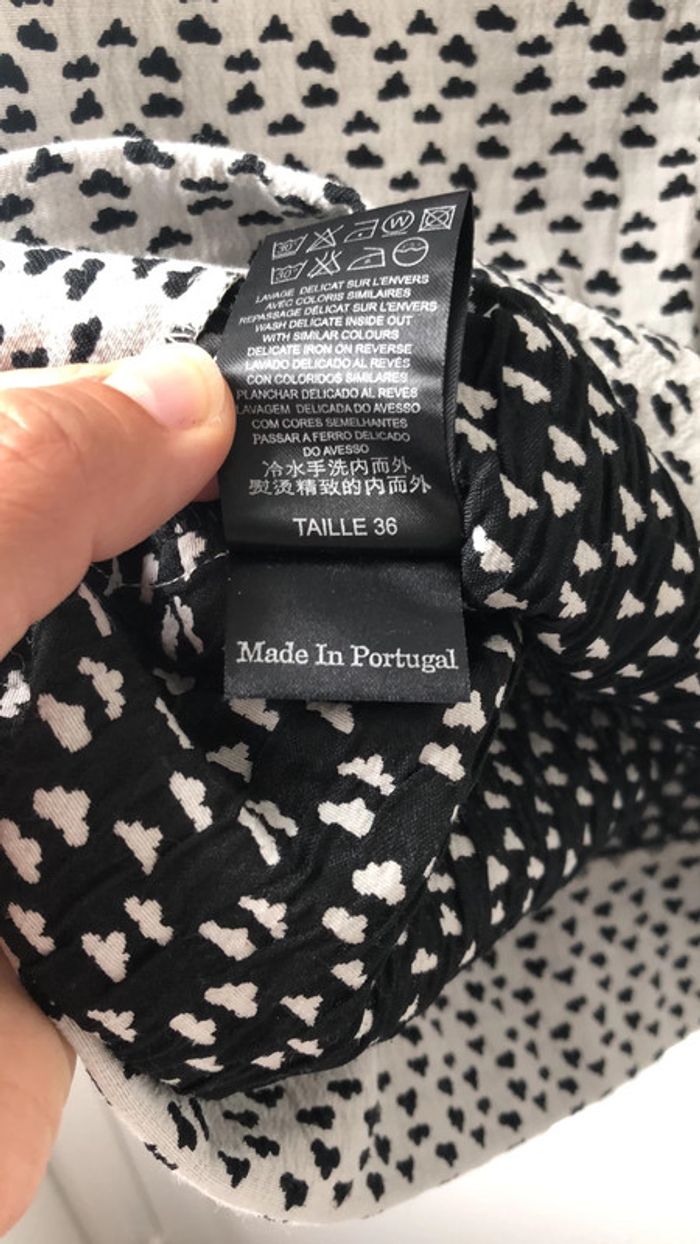 30° W
30°
LAVAGE DELICAT SUR L'ENVERS
AVEC COLORIS SIMILAIRES
REPASSAGE DÉLICAT SUR L'ENVERS
WASH DELICATE INSIDE OUT
WITH SIMILAR COLOURS
DELICATE IRON ON REVERSE
LAVADO DELICADO AL REVÉS
CON COLORIDOS SIMILARES
PLANCHAR DELICADO AL REVÉS
LAVAGEM DELICADA DO AVESSO
COM CORES SEMELHANTES
PASSAR A FERRO DELICADO
DO AVESSO
冷水手洗内而外
熨烫精致的内而外
TAILLE 36
Made In Portugal